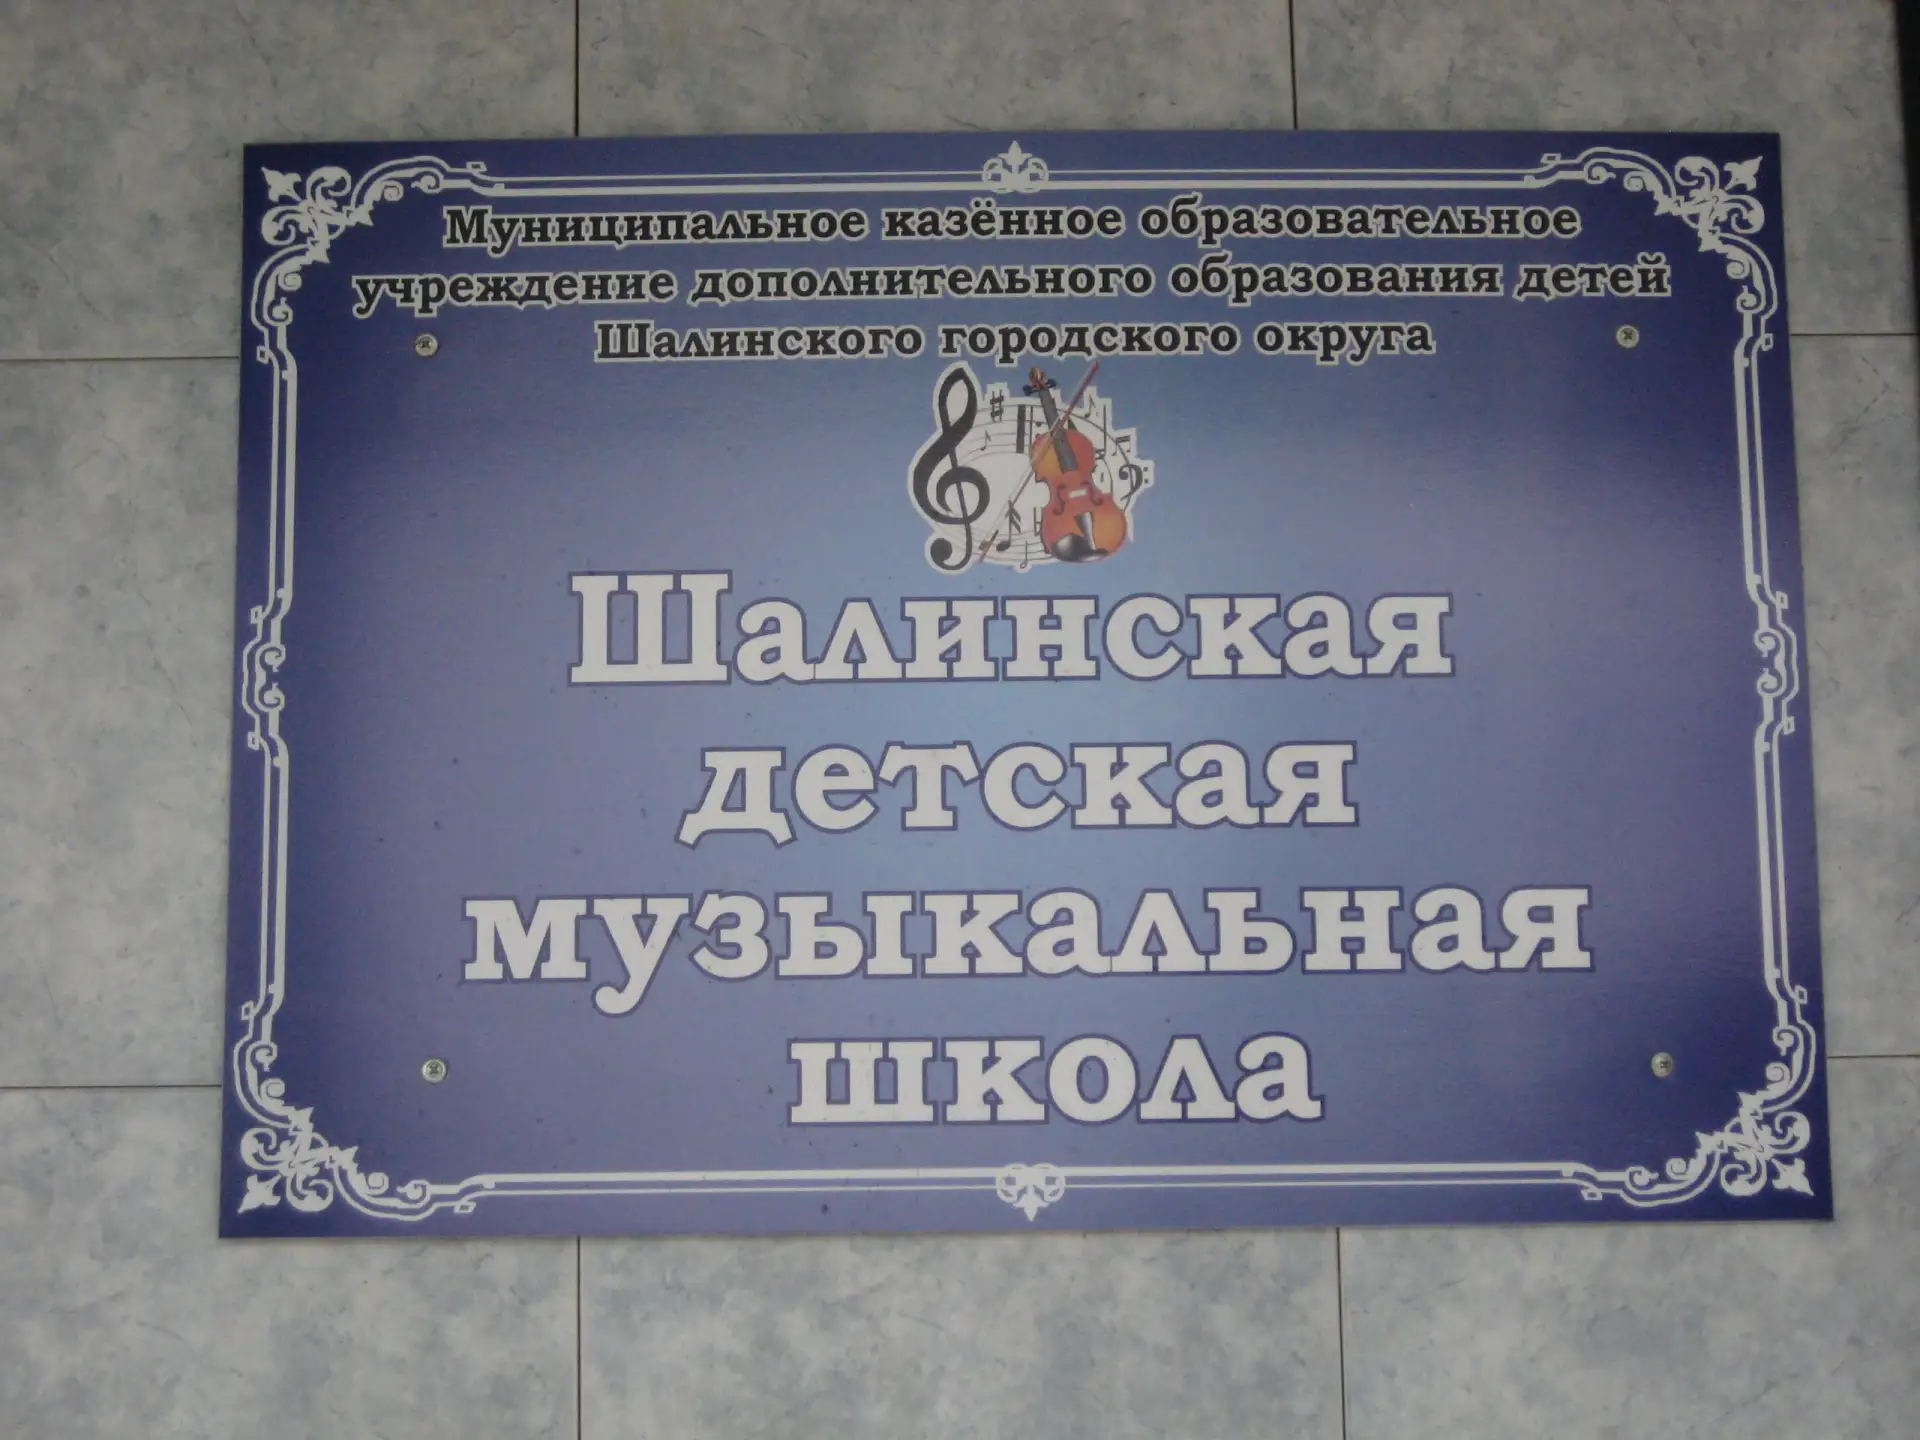 Муниципальное казённое образовательное
учреждение дополнительного образования детей
Шалинского городского округа
Шалинская
детская
музыкальная
школа